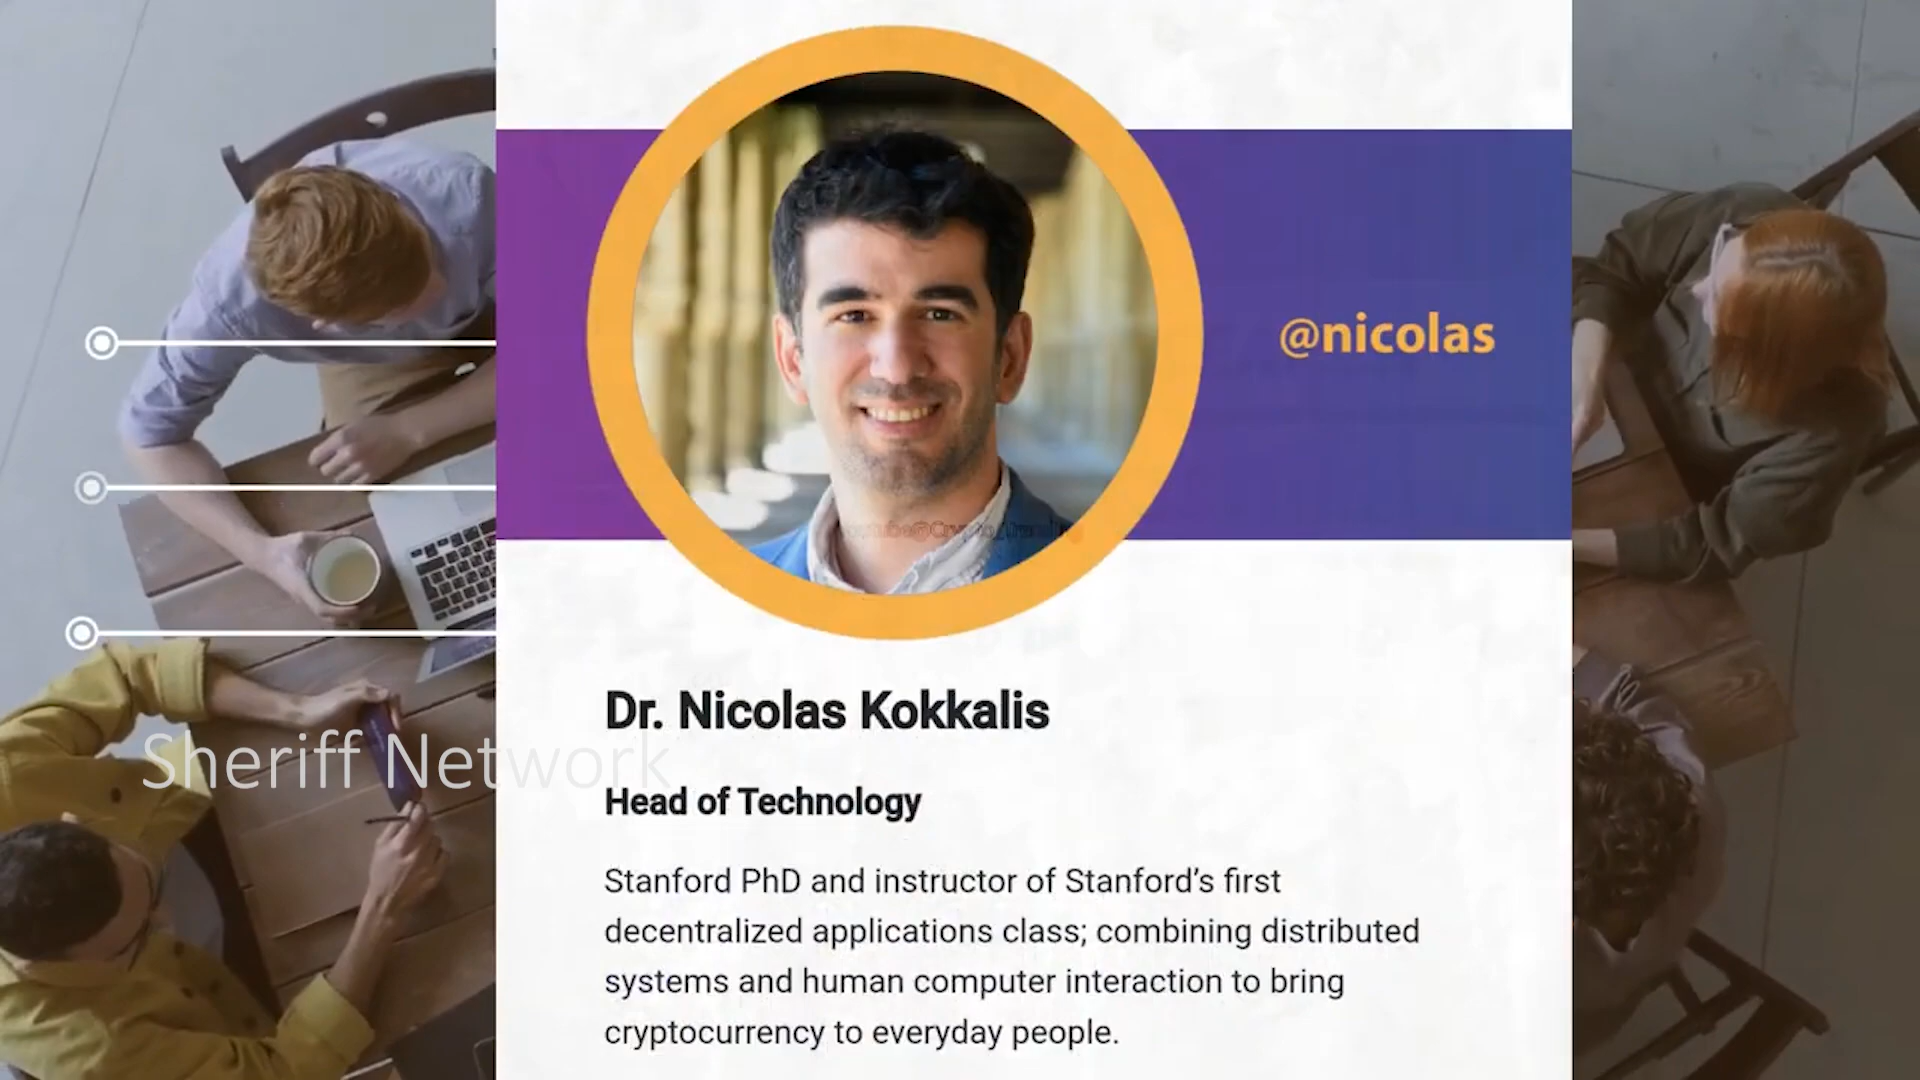 @nicolas
Dr. Nicolas Kokkalis
Sheriff Network
Head of Technology
Stanford PhD and instructor of Stanford’s first
decentralized applications class; combining distributed
systems and human computer interaction to bring
cryptocurrency to everyday people.